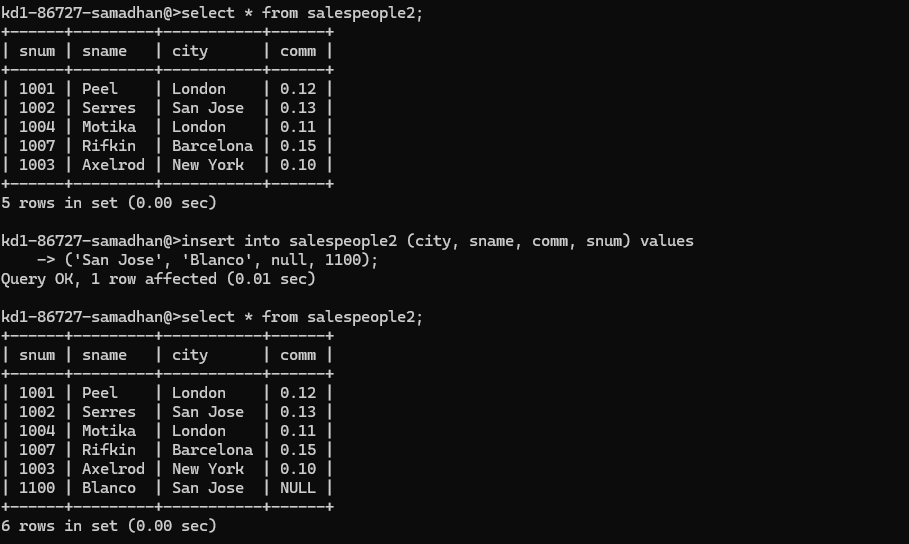 kd1-86727-samadhan@>select * from salespeople2;
+------+---------+-----------+------+
| snum | sname   | city      | comm |
+------+---------+-----------+------+
| 1001 | Peel    | London    | 0.12 |
| 1002 | Serres  | San Jose  | 0.13 |
| 1004 | Motika  | London    | 0.11 |
| 1007 | Rifkin  | Barcelona | 0.15 |
| 1003 | Axelrod | New York  | 0.10 |
+------+---------+-----------+------+
5 rows in set (0.00 sec)

kd1-86727-samadhan@>insert into salespeople2 (city, sname, comm, snum) values
    -> ('San Jose', 'Blanco', null, 1100);
Query OK, 1 row affected (0.01 sec)

kd1-86727-samadhan@>select * from salespeople2;
+------+---------+-----------+------+
| snum | sname   | city      | comm |
+------+---------+-----------+------+
| 1001 | Peel    | London    | 0.12 |
| 1002 | Serres  | San Jose  | 0.13 |
| 1004 | Motika  | London    | 0.11 |
| 1007 | Rifkin  | Barcelona | 0.15 |
| 1003 | Axelrod | New York  | 0.10 |
| 1100 | Blanco  | San Jose  | NULL |
+------+---------+-----------+------+
6 rows in set (0.00 sec)